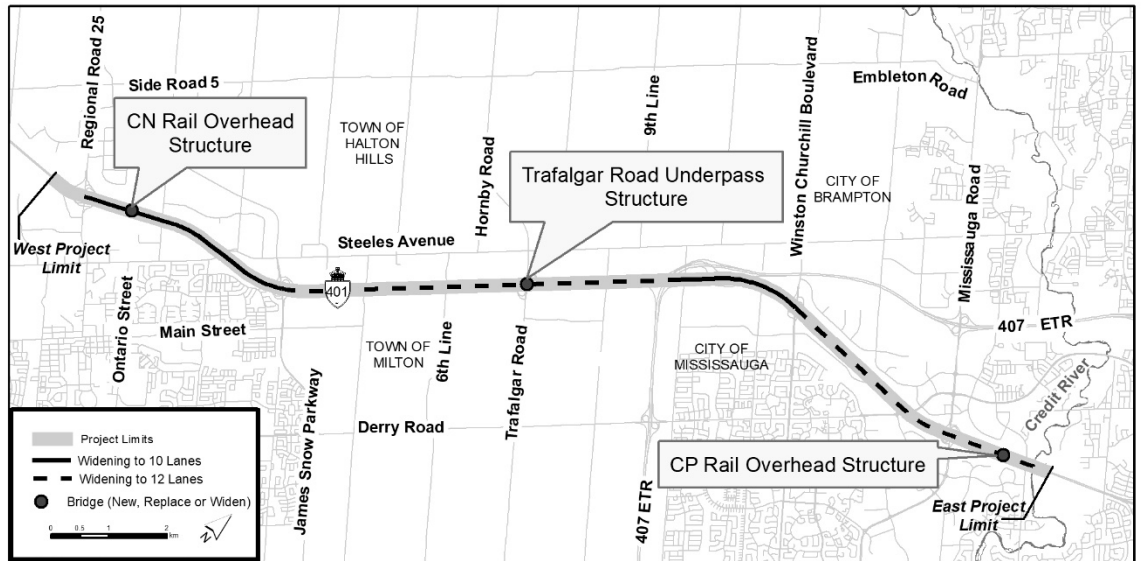 Regional Road 25
Side Road 5
CN Rail Overhead
Structure
TOWN OF
HALTON
HILLS
Hornby Road
9th Line
Winston Churchill Boulevard
Embleton Road
Trafalgar Road Underpass
Structure
CITY OF
BRAMPTON
Mississauga Road
West Project
Limit
Steeles Avenue
401
Ontario Street
Main Street
James Snow Parkway
TOWN OF
MILTON
6th Line
Trafalgar Road
CITY OF
MISSISSAUGA
407 ETR
407 ETR
Credit River
Derry Road
CP Rail Overhead Structure
East Project
Limit
Project Limits
Widening to 10 Lanes
Widening to 12 Lanes
Bridge (New, Replace or Widen)
0 0.5 1 2
km
N